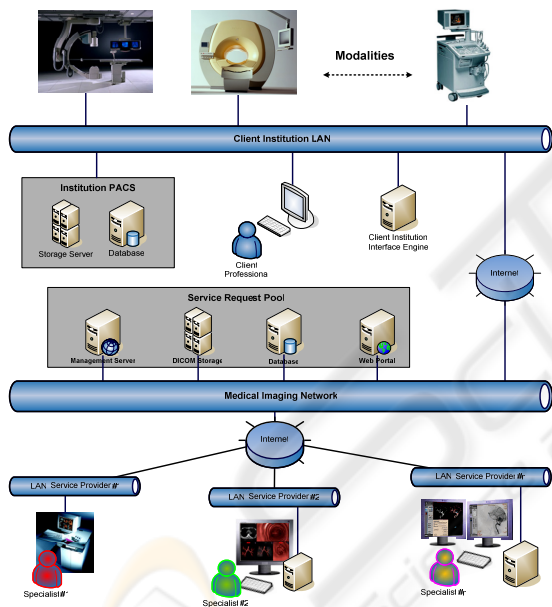 Modalities
Client Institution LAN
Institution PACS
Storage Server
Database
Client
Professiona
Client Institution
Interface Engine
Internet
Service Request Pool
Management Server
DICOM Storage
Database
Web Portal
Medical Imaging Network
Internet
LAN Service Provider
LAN Service Provider #2
LAN Service Provider
Specialist
Specialist #2
Specialist